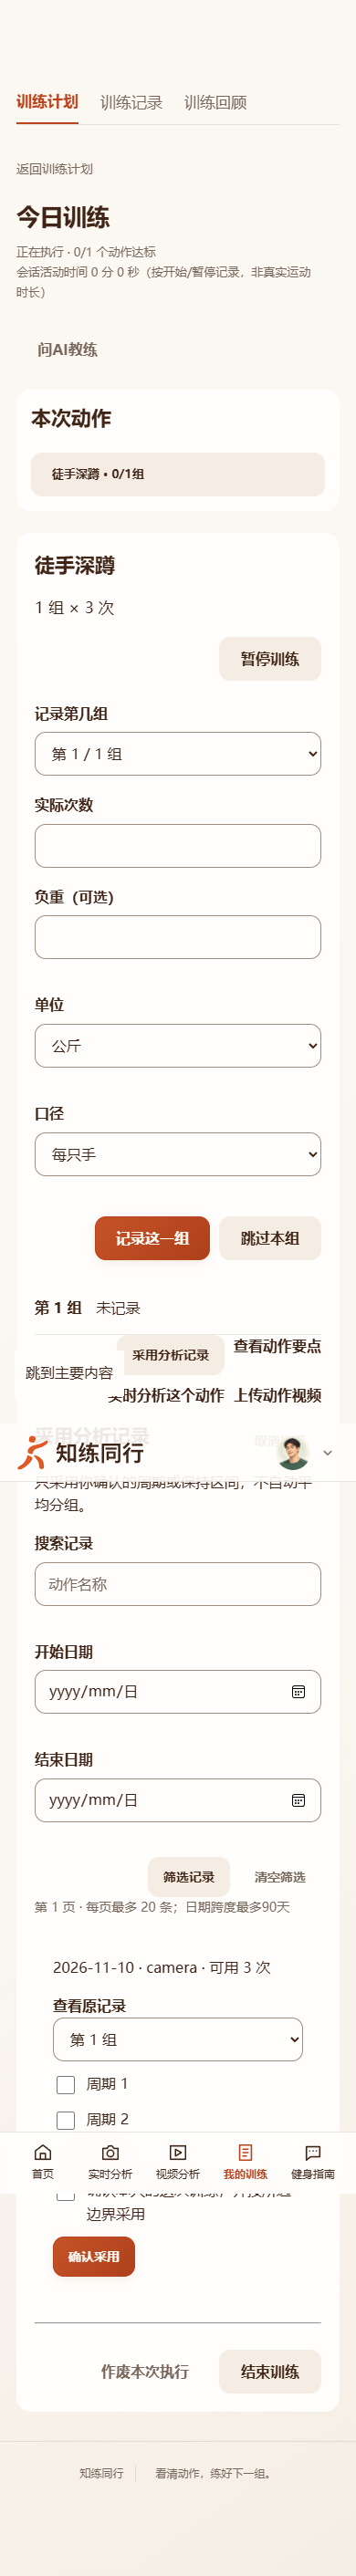 训练计划 训练记录 训练回顾
返回训练计划
今日训练
正在执行 · 0/1 个动作达标
会话活动时间 0 分 0 秒（按开始/暂停记录，非真实运动
时长）
问AI教练
本次动作
徒手深蹲 • 0/1组
徒手深蹲
1 组 × 3 次
暂停训练
记录第几组
第 1 / 1 组
实际次数
负重（可选）
单位
公斤
口径
每只手
记录这一组 跳过本组
第 1 组 未记录
采用分析记录 查看动作要点
跳到主要内容
实时分析这个动作 上传动作视频
采用分析记录
知练同行
只采用你确认的周期或保持区间，不自动平
均分组。
搜索记录
动作名称
开始日期
yyyy/mm/日
结束日期
yyyy/mm/日
筛选记录 清空筛选
第 1 页 · 每页最多 20 条；日期跨度最多90天
2026-11-10 · camera · 可用 3 次
查看原记录
第 1 组
周期 1
周期 2
首页 实时分析 视频分析 我的训练 健身指南
边界采用
确认采用
作废本次执行 结束训练
知练同行 看清动作，练好下一组。